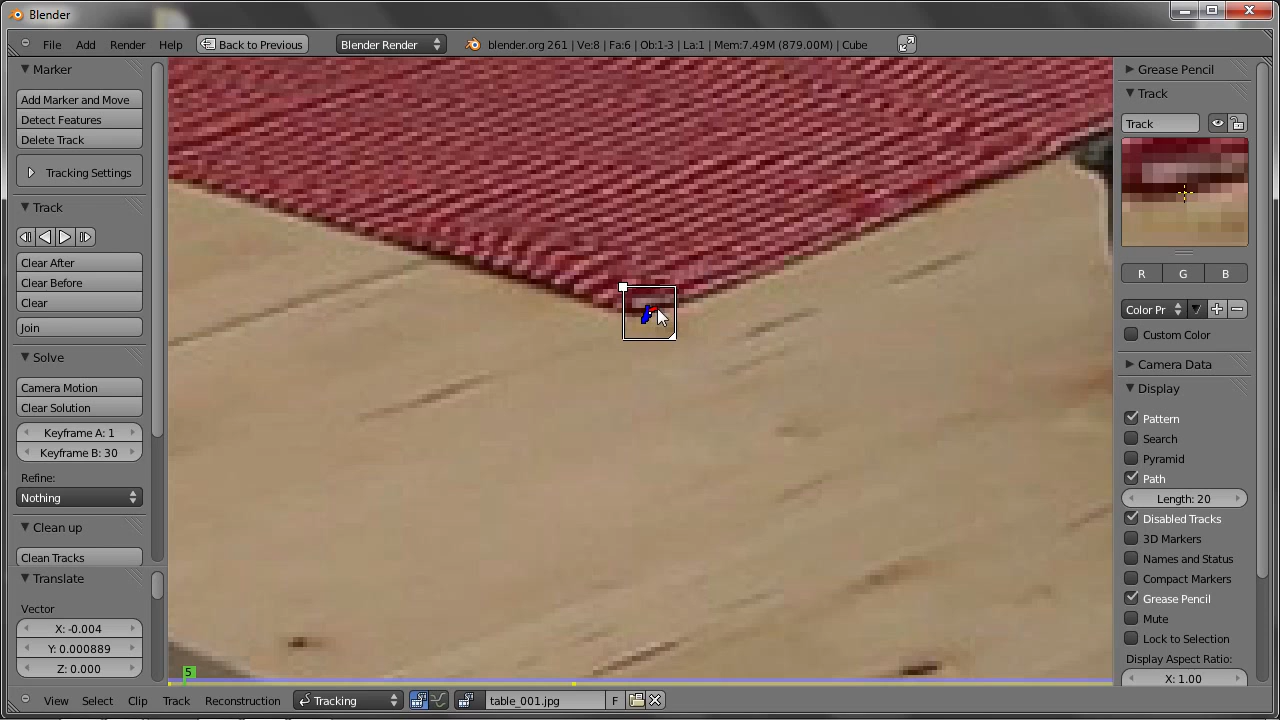 Blender
File Add Render Help Back to Previous Blender Render blender.org 261 | Ve:8 | Fa:6 | Ob:1-3 | La:1 | Mem:7.49M (879.00M) | Cube
Marker
Add Marker and Move
Detect Features
Delete Track
Tracking Settings
Track
Clear After
Clear Before
Clear
Join
Solve
Camera Motion
Clear Solution
Keyframe A: 1
Keyframe B: 30
Refine:
Nothing
Clean up
Clean Tracks
Translate
Vector
X: -0.004
Y: 0.000889
Z: 0.000
5
Grease Pencil
Track
Track
R G B
Color Pr
Custom Color
Camera Data
Display
Pattern
Search
Pyramid
Path
Length: 20
Disabled Tracks
3D Markers
Names and Status
Compact Markers
Grease Pencil
Mute
Lock to Selection
Display Aspect Ratio:
X: 1.00
View Select Clip Track Reconstruction Tracking table_001.jpg F